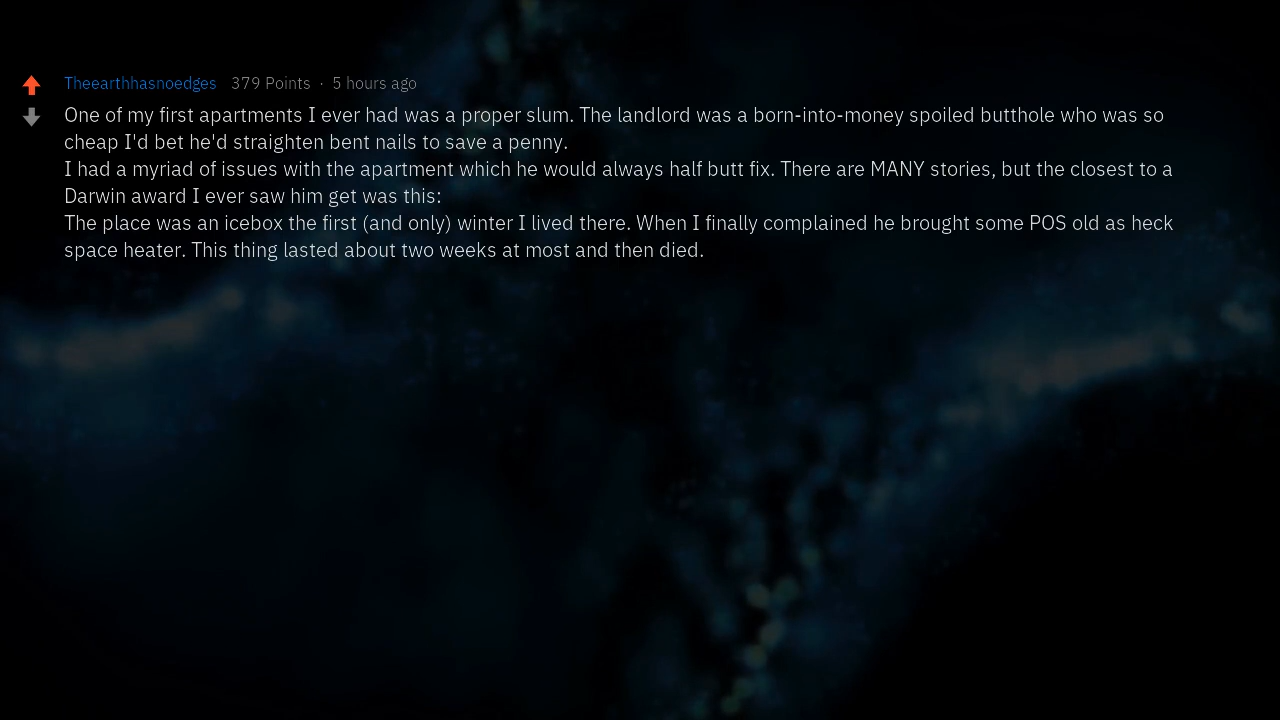 Theearthhasnoedges 379 Points · 5 hours ago
One of my first apartments I ever had was a proper slum. The landlord was a born-into-money spoiled butthole who was so
cheap I'd bet he'd straighten bent nails to save a penny.
I had a myriad of issues with the apartment which he would always half butt fix. There are MANY stories, but the closest to a
Darwin award I ever saw him get was this:
The place was an icebox the first (and only) winter I lived there. When I finally complained he brought some POS old as heck
space heater. This thing lasted about two weeks at most and then died.